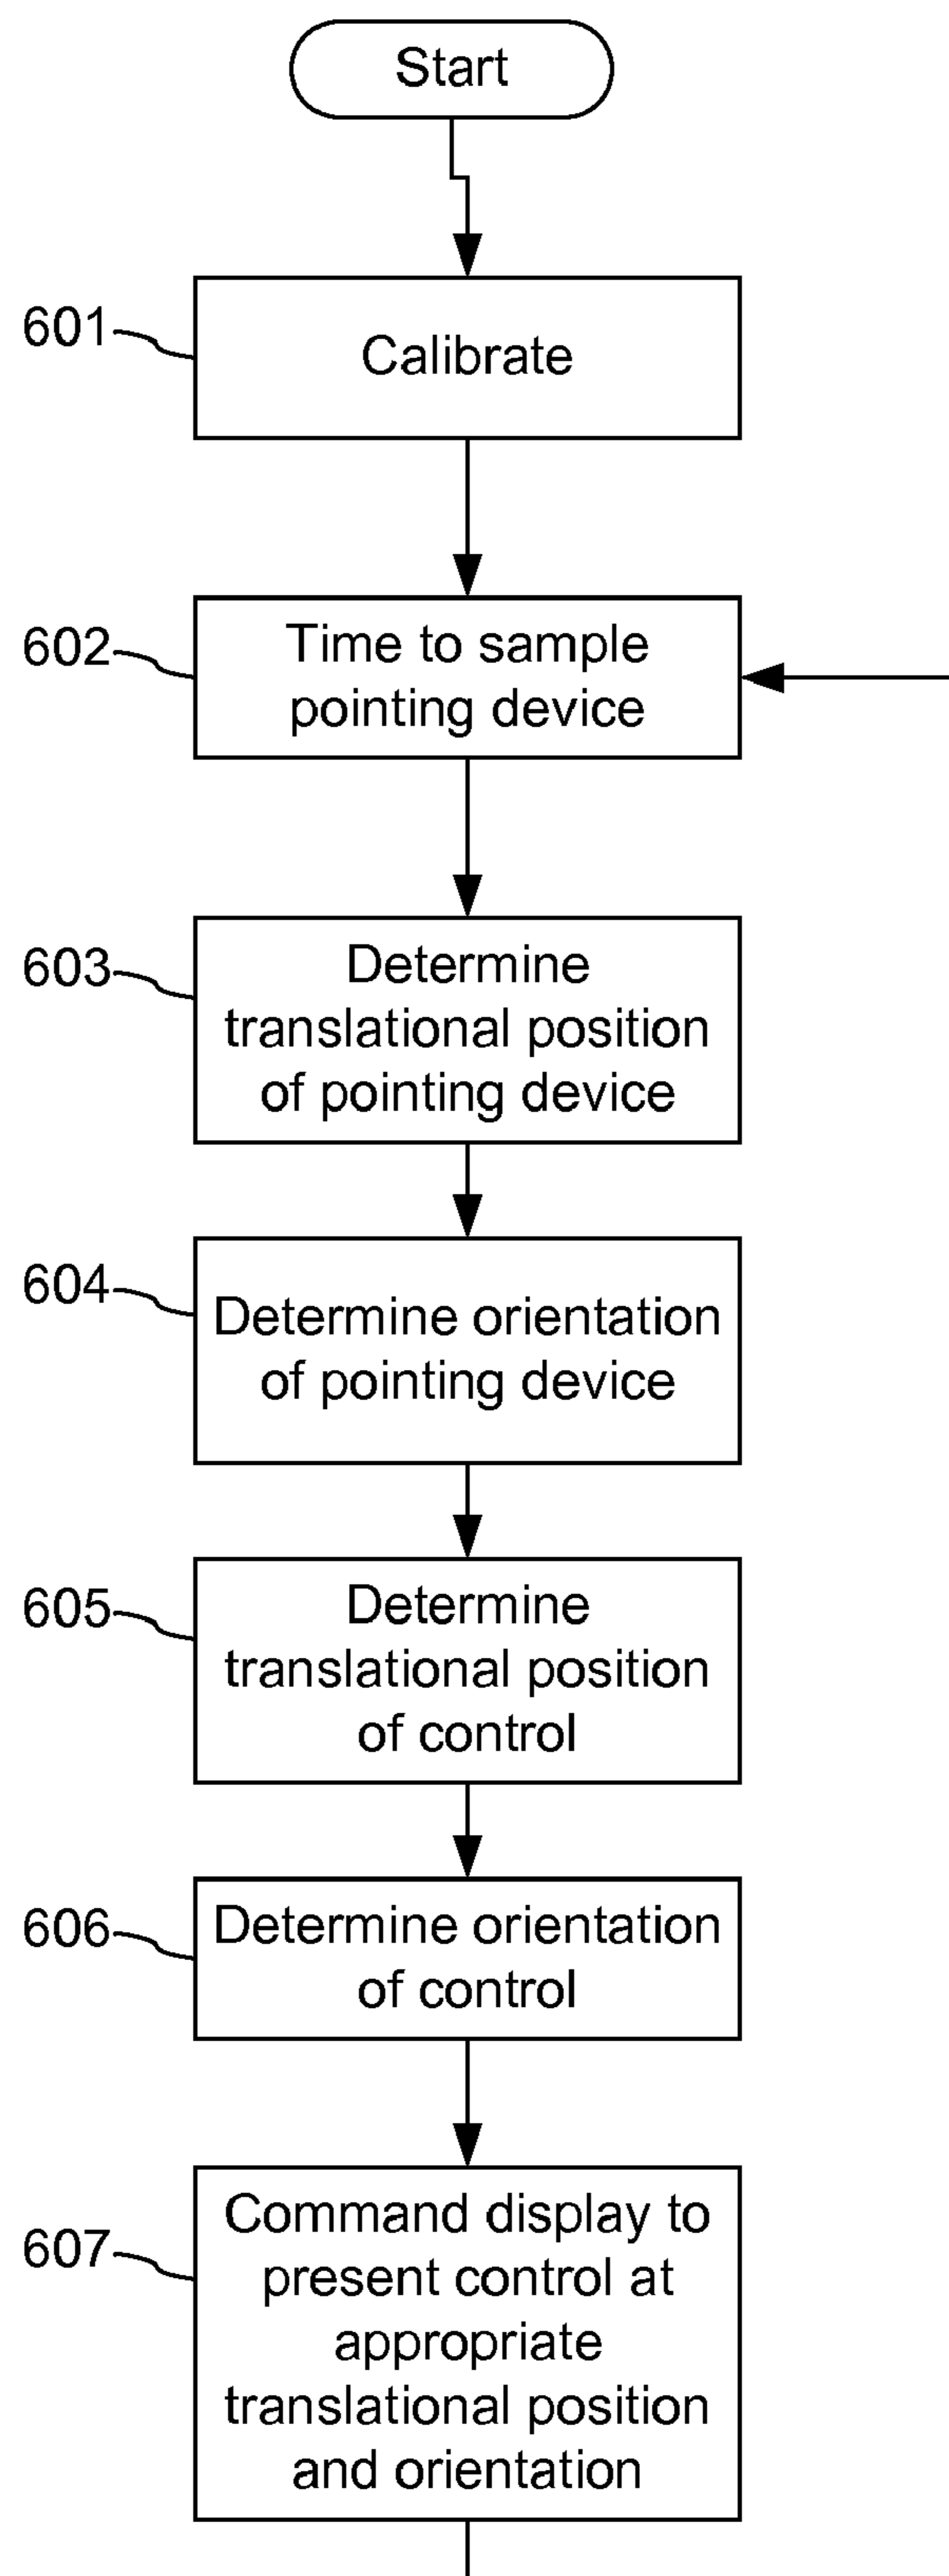 Start
601
Calibrate
602
Time to sample
pointing device
603
Determine
translational position
of pointing device
604
Determine orientation
of pointing device
605
Determine
translational position
of control
606
Determine orientation
of control
607
Command display to
present control at
appropriate
translational position
and orientation